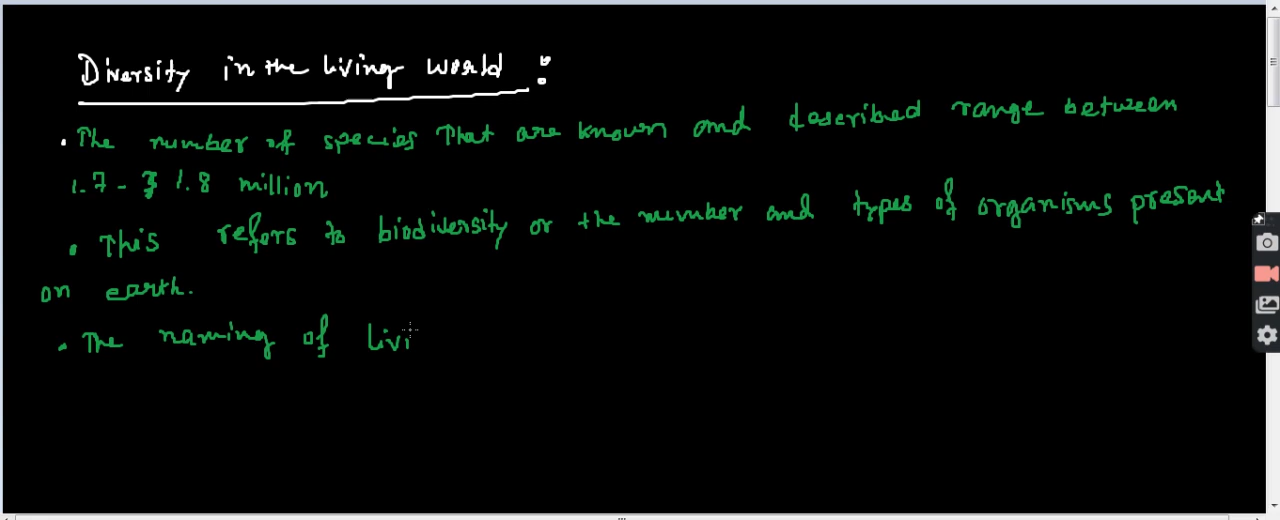 Diversity in the living world :
. The number of species That are known and described range between
1.7 - 1.8 million
. This refers to biodiversity or the number and types of organisms present
on earth.
. The naming of livi